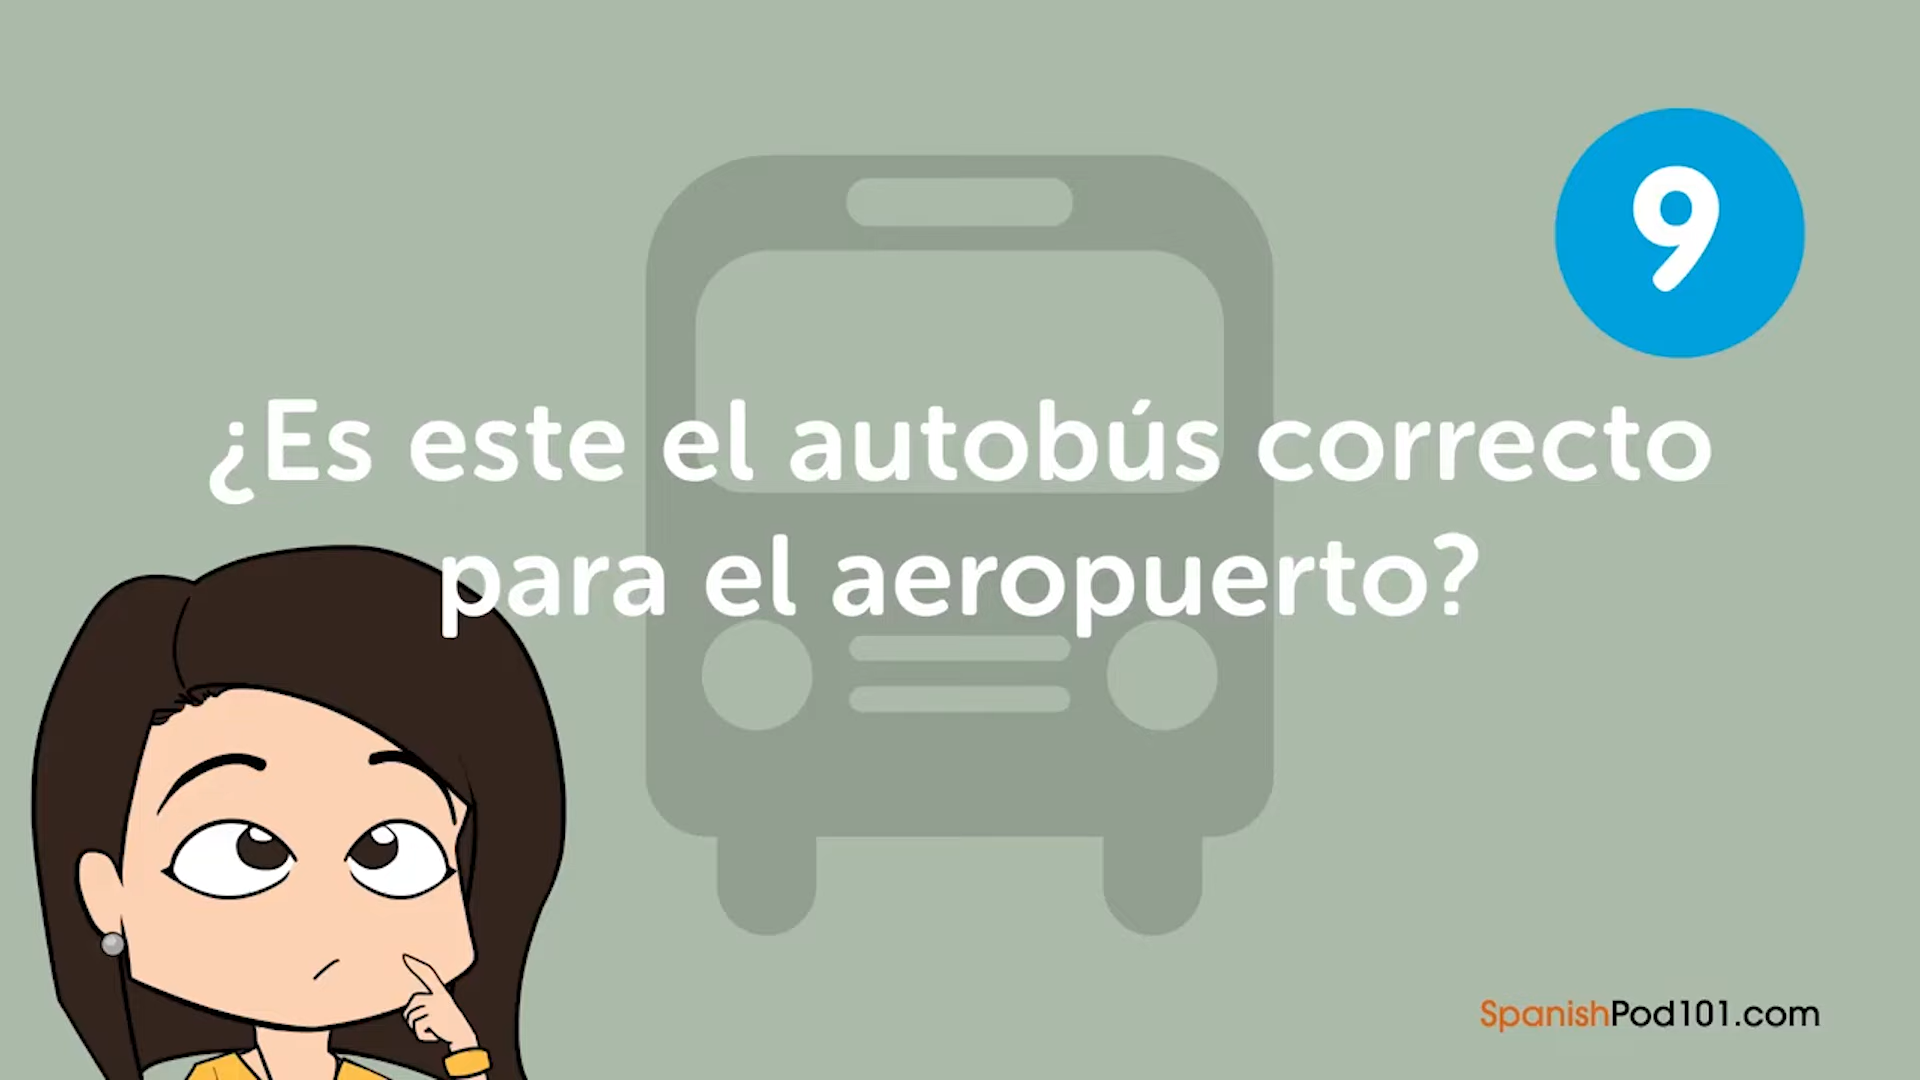 9
¿Es este el autobús correcto
para el aeropuerto?
SpanishPod101.com